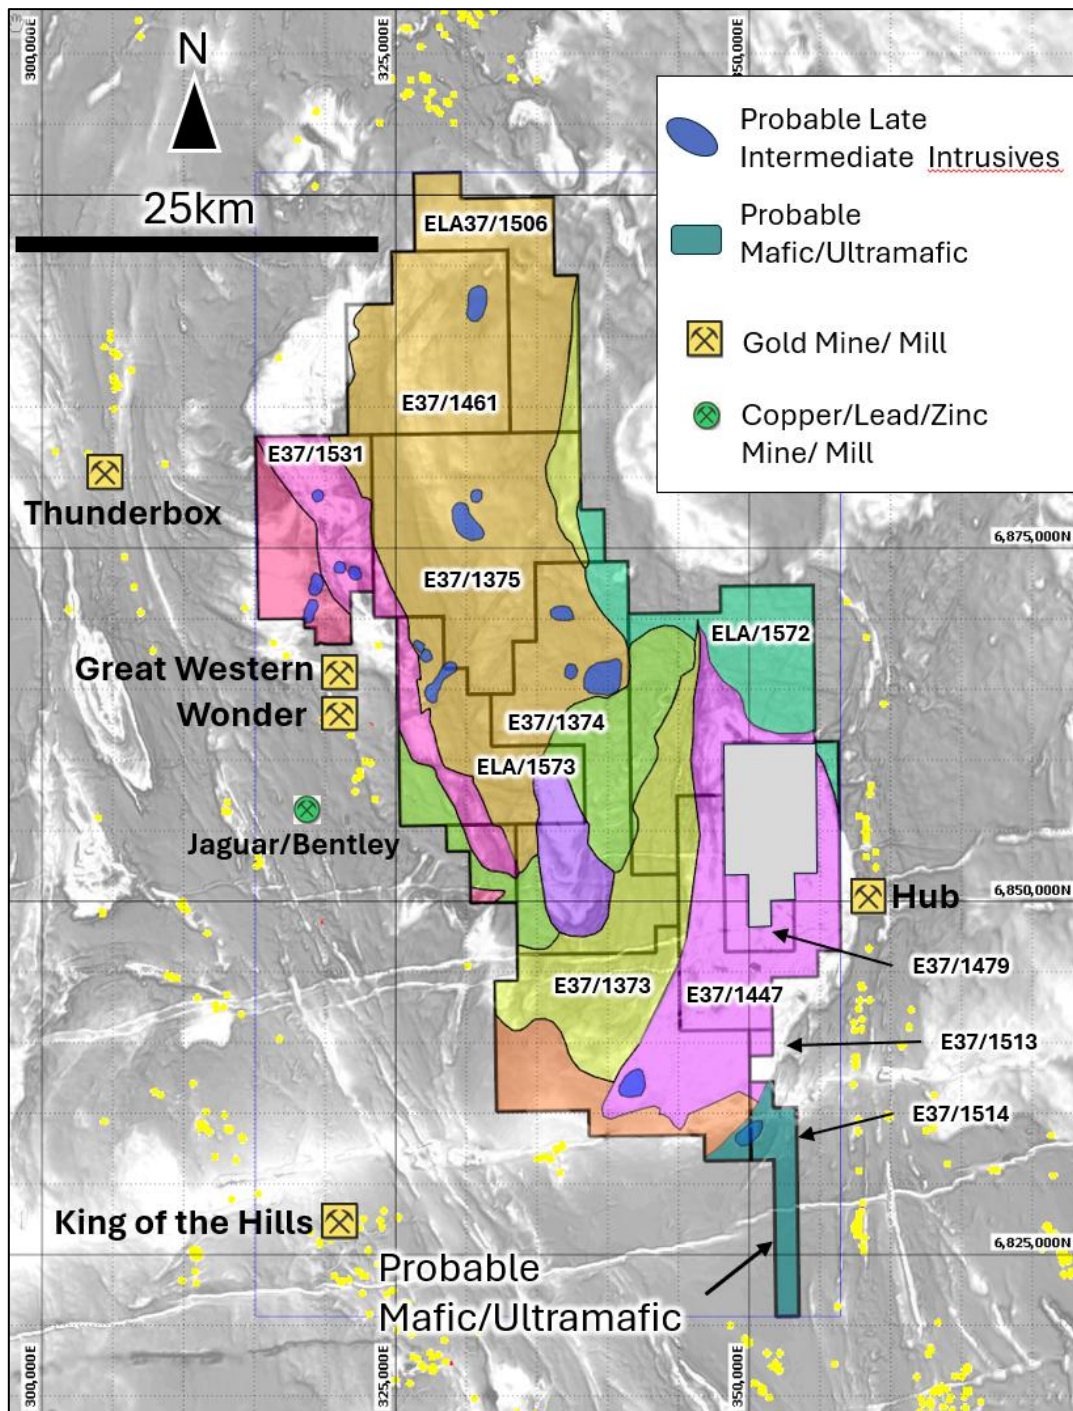 300,000E
325,000E
350,000E
N
25km
Probable Late
Intermediate Intrusives
Probable
Mafic/Ultramafic
Gold Mine/ Mill
Copper/Lead/Zinc
Mine/ Mill
ELA37/1506
E37/1461
E37/1531
Thunderbox
6,875,000N
E37/1375
ELA/1572
Great Western
Wonder
E37/1374
ELA/1573
Jaguar/Bentley
6,850,000N
Hub
E37/1479
E37/1373
E37/1447
E37/1513
E37/1514
King of the Hills
6,825,000N
Probable
Mafic/Ultramafic
300,000E
325,000E
350,000E